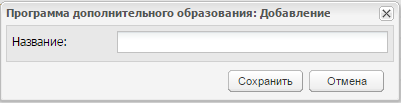 Программа дополнительного образования: Добавление
Название:
Сохранить
Отмена